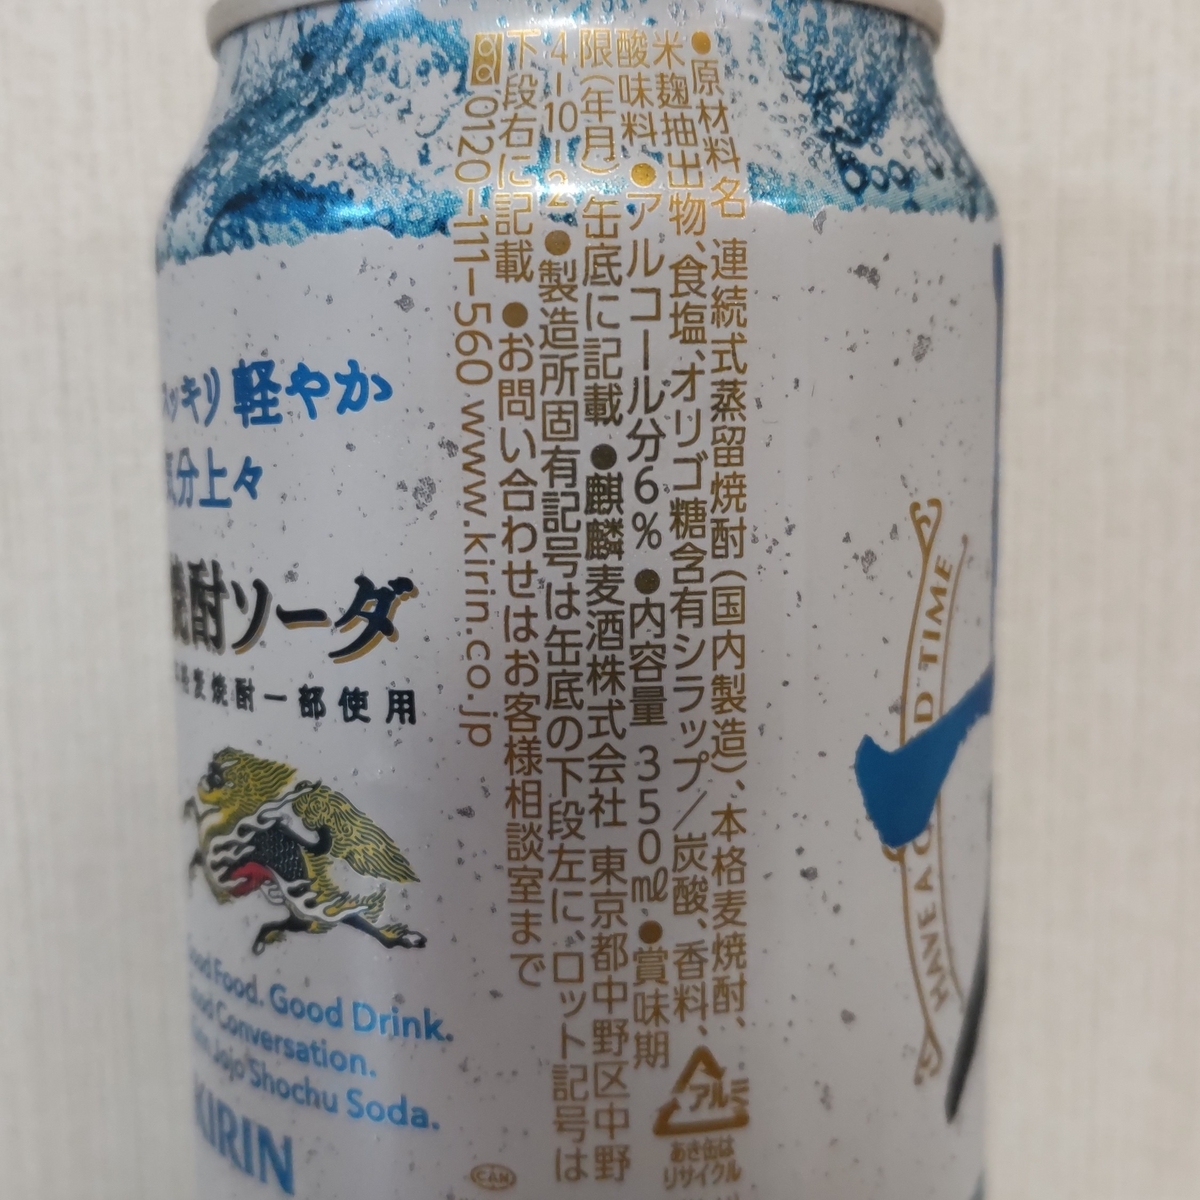 ●原材料名 連続式蒸留焼酎(国内製造)、本格麦焼酎、
米麹抽出物、食塩、オリゴ糖含有シラップ/炭酸、香料、
酸味料 ●アルコール分6% ●内容量 350㎖ ●賞味期
限(年月) 缶底に記載 ●麒麟麦酒株式会社 東京都中野区中野
4-10-2 ●製造所固有記号は缶底の下段左に、ロット記号は
下段右に記載 ●お問い合わせはお客様相談室まで
0120-111-560 www.kirin.co.jp
アルミ
あき缶は
リサイクル
CAN
軽やか
分上々
酎ソーダ
麦焼酎一部使用
Food. Good Drink.
Conversation.
Jojo Shochu Soda.
KIRIN
HAVE A
D TIME